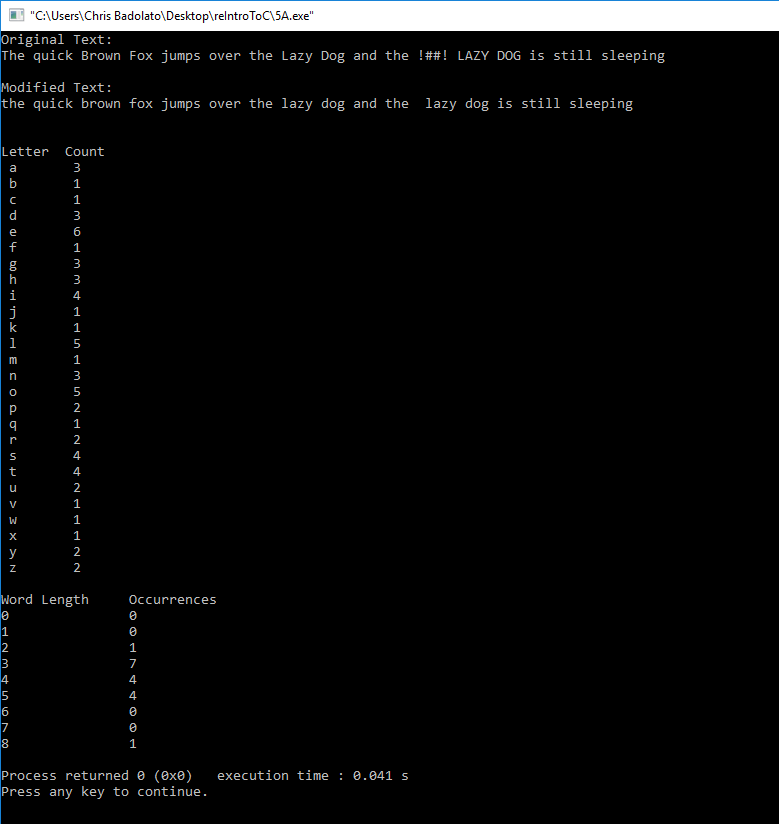 "C:\Users\Chris Badolato\Desktop\reIntroToC\5A.exe"
Original Text:
The quick Brown Fox jumps over the Lazy Dog and the !##! LAZY DOG is still sleeping
Modified Text:
the quick brown fox jumps over the lazy dog and the  lazy dog is still sleeping
Letter  Count
a       3
b       1
c       1
d       3
e       6
f       1
g       3
h       3
i       4
j       1
k       1
l       5
m       1
n       3
o       5
p       2
q       1
r       2
s       4
t       4
u       2
v       1
w       1
x       1
y       2
z       2
Word Length     Occurrences
0               0
1               0
2               1
3               7
4               4
5               4
6               0
7               0
8               1
Process returned 0 (0x0)   execution time : 0.041 s
Press any key to continue.